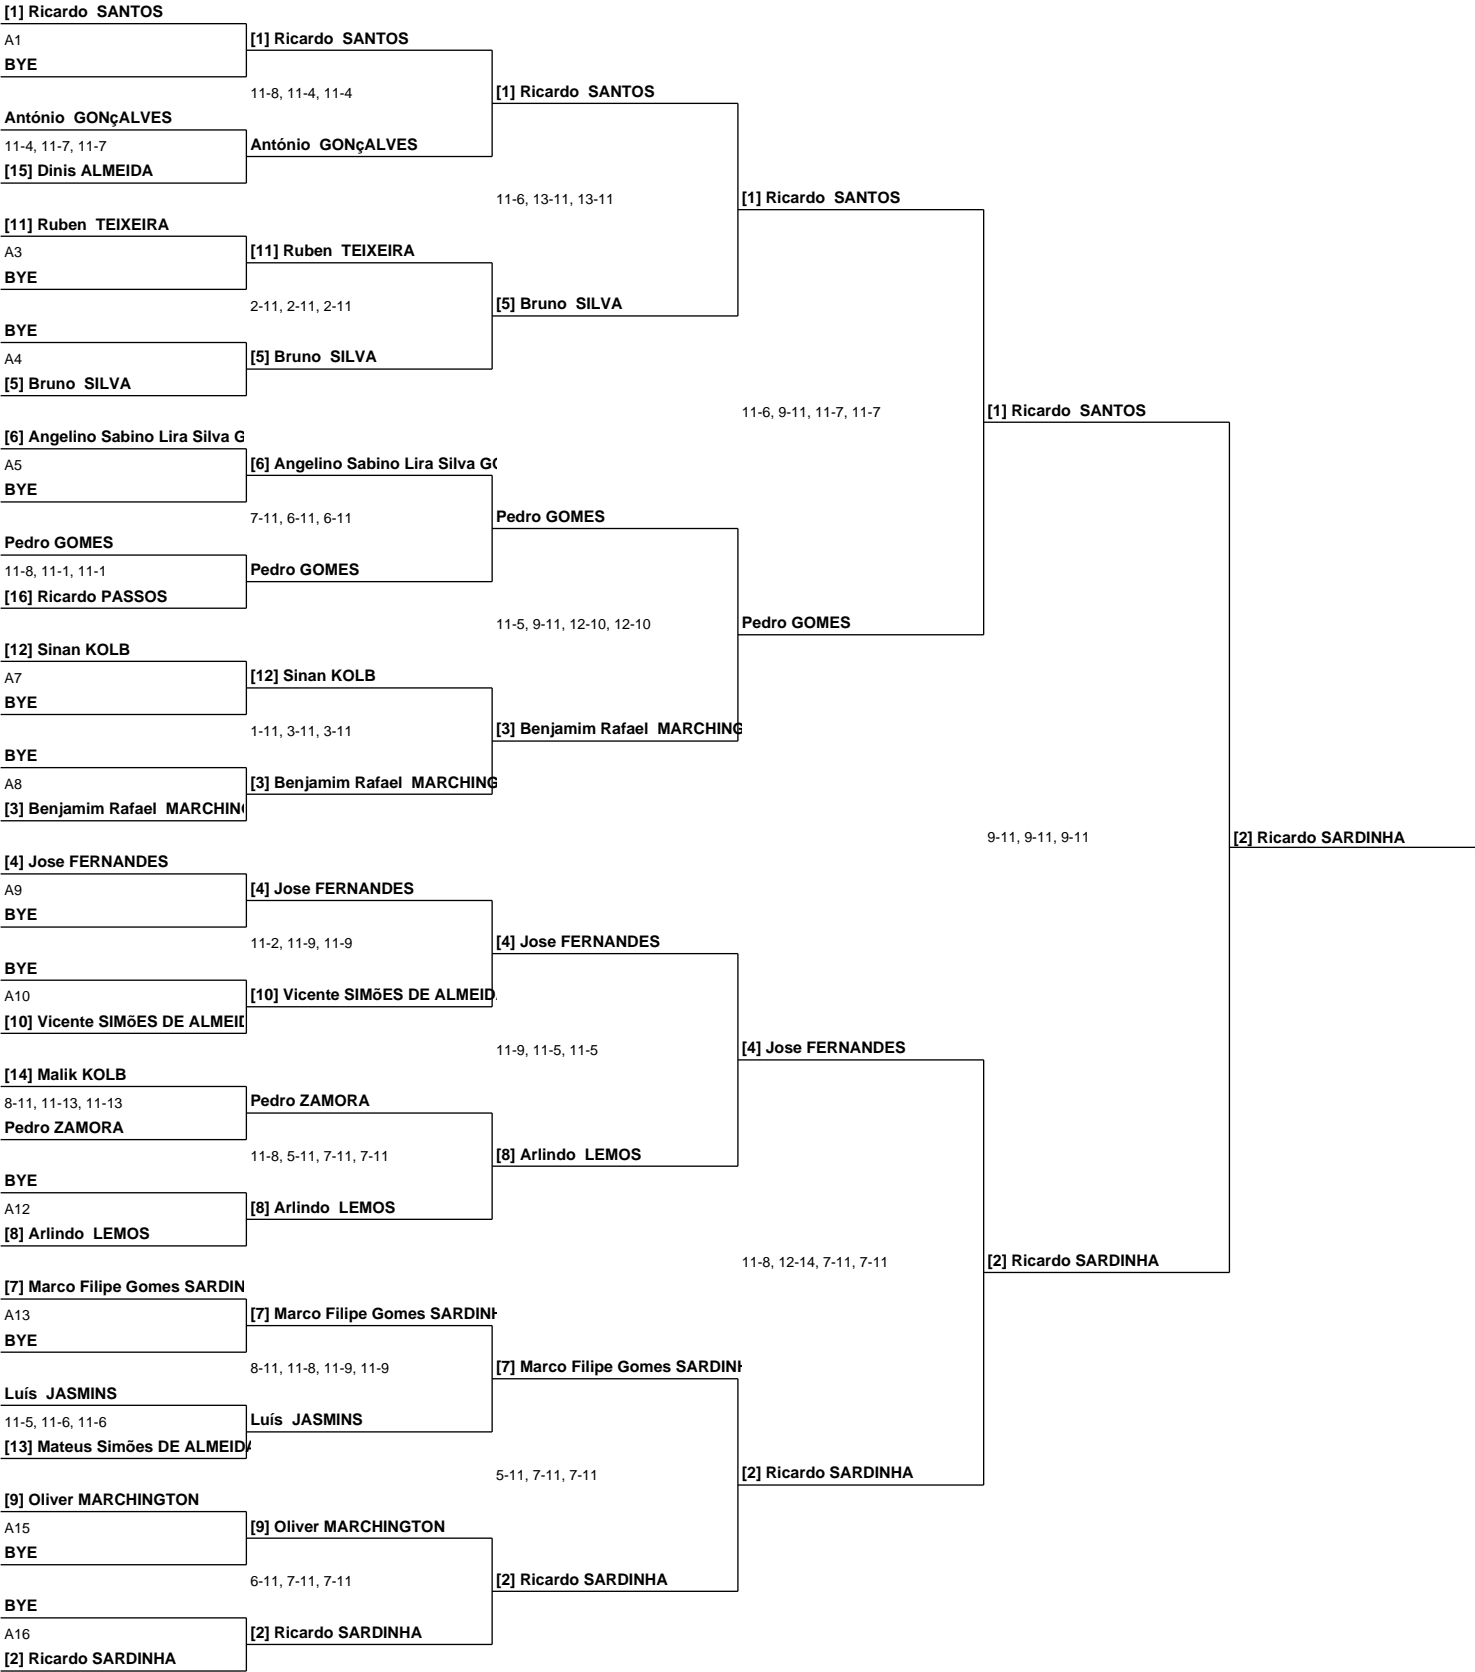 [1] Ricardo SANTOS
A1
BYE
António GONçALVES
11-4, 11-7, 11-7
[15] Dinis ALMEIDA
[11] Ruben TEIXEIRA
A3
BYE
BYE
A4
[5] Bruno SILVA
[6] Angelino Sabino Lira Silva G
A5
BYE
Pedro GOMES
11-8, 11-1, 11-1
[16] Ricardo PASSOS
[12] Sinan KOLB
A7
BYE
BYE
A8
[3] Benjamim Rafael MARCHING
[4] Jose FERNANDES
A9
BYE
BYE
A10
[10] Vicente SIMõES DE ALMEID
[14] Malik KOLB
8-11, 11-13, 11-13
Pedro ZAMORA
BYE
A12
[8] Arlindo LEMOS
[7] Marco Filipe Gomes SARDIN
A13
BYE
Luís JASMINS
11-5, 11-6, 11-6
[13] Mateus Simões DE ALMEIDA
[9] Oliver MARCHINGTON
A15
BYE
BYE
A16
[2] Ricardo SARDINHA
[1] Ricardo SANTOS
11-8, 11-4, 11-4
António GONçALVES
[11] Ruben TEIXEIRA
2-11, 2-11, 2-11
[5] Bruno SILVA
[6] Angelino Sabino Lira Silva GO
7-11, 6-11, 6-11
Pedro GOMES
[12] Sinan KOLB
1-11, 3-11, 3-11
[3] Benjamim Rafael MARCHING
[4] Jose FERNANDES
11-2, 11-9, 11-9
[10] Vicente SIMõES DE ALMEID
Pedro ZAMORA
11-8, 5-11, 7-11, 7-11
[8] Arlindo LEMOS
[7] Marco Filipe Gomes SARDINH
8-11, 11-8, 11-9, 11-9
Luís JASMINS
[9] Oliver MARCHINGTON
6-11, 7-11, 7-11
[2] Ricardo SARDINHA
[1] Ricardo SANTOS
11-6, 13-11, 13-11
[5] Bruno SILVA
Pedro GOMES
11-5, 9-11, 12-10, 12-10
[3] Benjamim Rafael MARCHING
[4] Jose FERNANDES
11-9, 11-5, 11-5
[8] Arlindo LEMOS
[7] Marco Filipe Gomes SARDINH
5-11, 7-11, 7-11
[2] Ricardo SARDINHA
[1] Ricardo SANTOS
11-6, 9-11, 11-7, 11-7
Pedro GOMES
[4] Jose FERNANDES
11-8, 12-14, 7-11, 7-11
[2] Ricardo SARDINHA
[1] Ricardo SANTOS
9-11, 9-11, 9-11
[2] Ricardo SARDINHA
[2] Ricardo SARDINHA